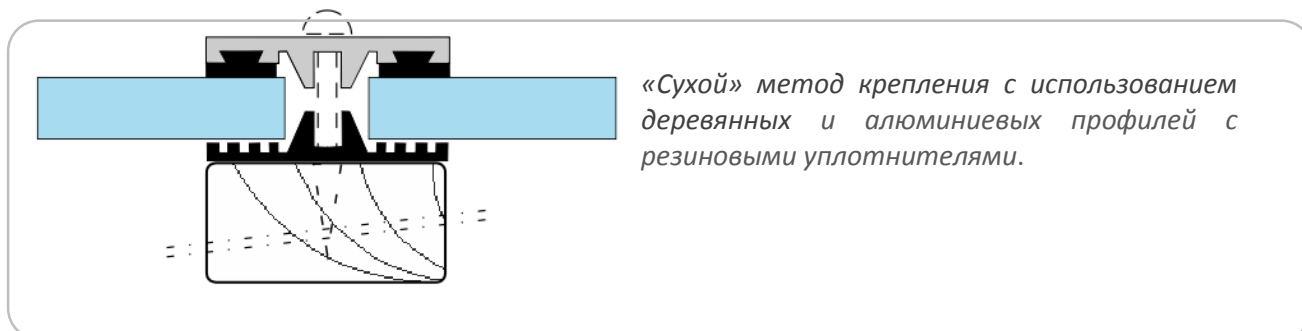 «Сухой» метод крепления с использованием
деревянных и алюминиевых профилей с
резиновыми уплотнителями.